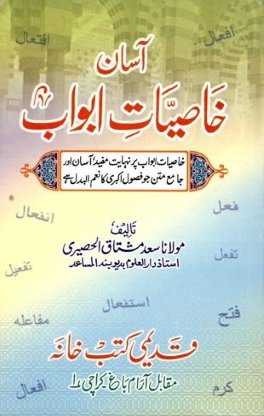 افتعال
افعال
آسان
خاصیاتِ ابواب
خاصیات ابواب پر نہایت مفید آسان اور
جامع متن جو فصول اکبری کا نعم البدل ہے
انفعال
فعل
تالیف
مولانا سعد مشتاق الحصیری
استاذ دارالعلوم دیوبند المساعد
تفعیل
تفعل
استفعال
مفاعلہ
فتح
قدیمی کتب خانہ
مقابل آرام باغ کراچی ۱
افعال
کرم